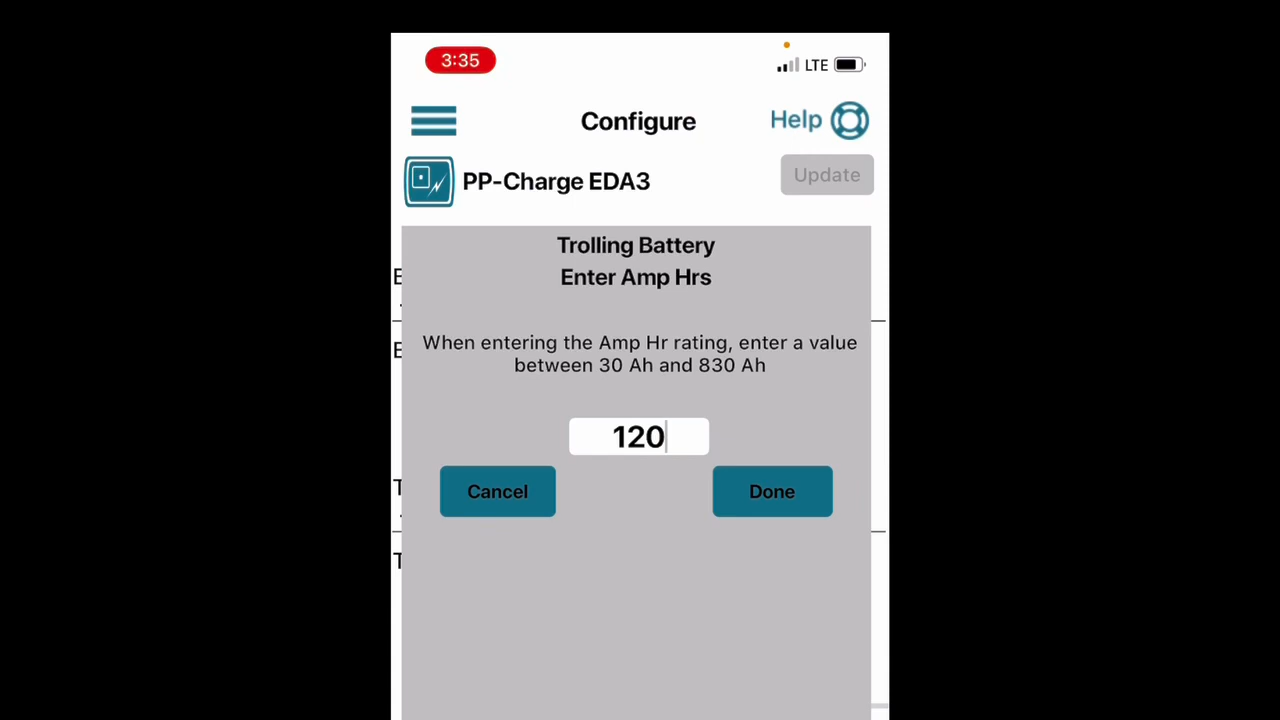 3:35
LTE
Configure
Help
PP-Charge EDA3
Update
Trolling Battery
Enter Amp Hrs
When entering the Amp Hr rating, enter a value
between 30 Ah and 830 Ah
120
Cancel
Done